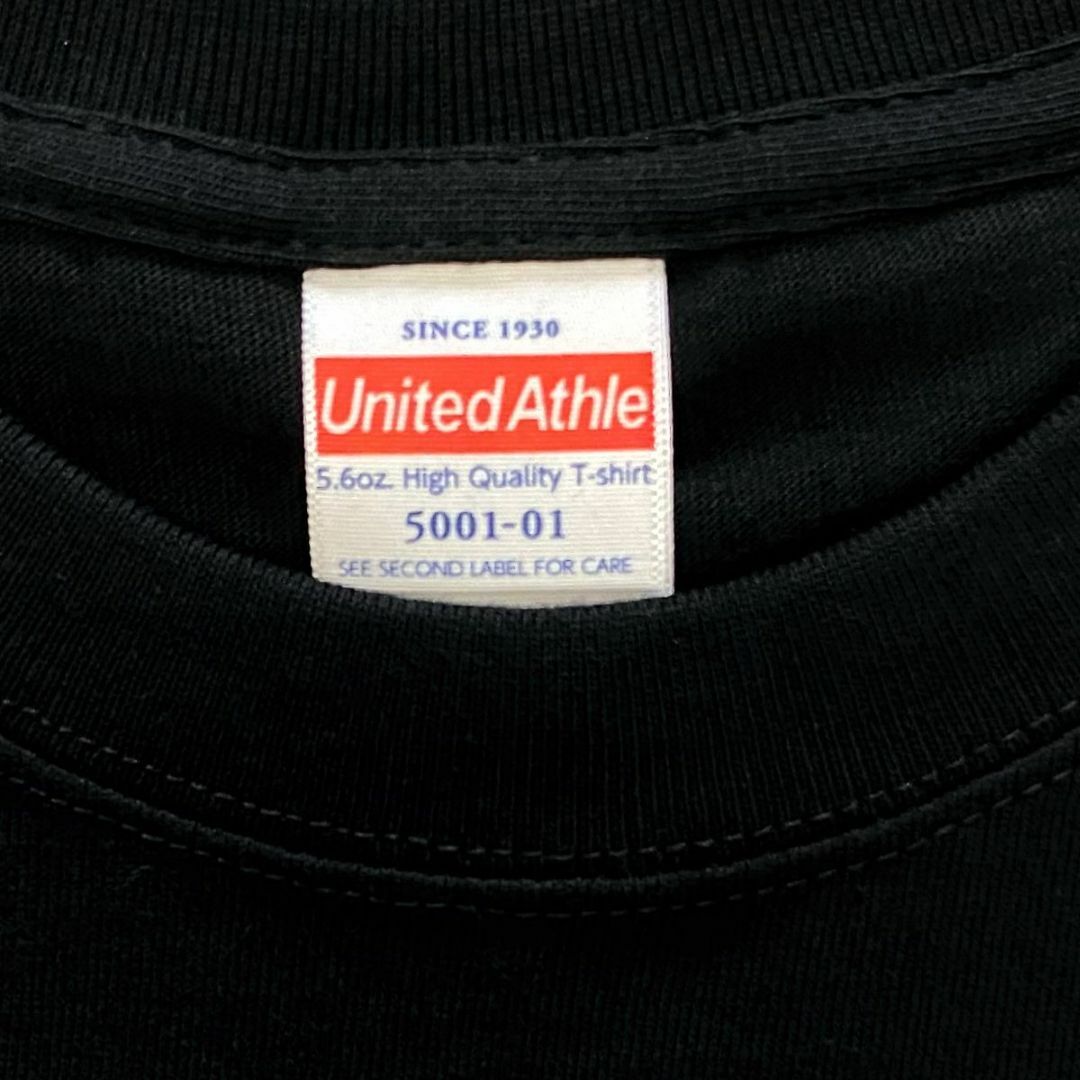 SINCE 1930
United Athle
5.6oz. High Quality T-shirt
5001-01
SEE SECOND LABEL FOR CARE